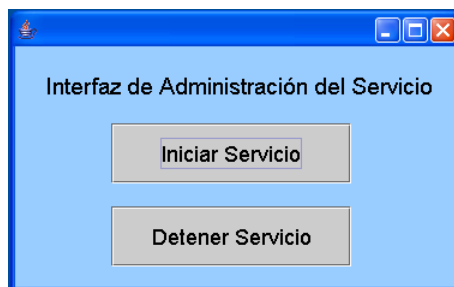 Interfaz de Administración del Servicio
Iniciar Servicio
Detener Servicio